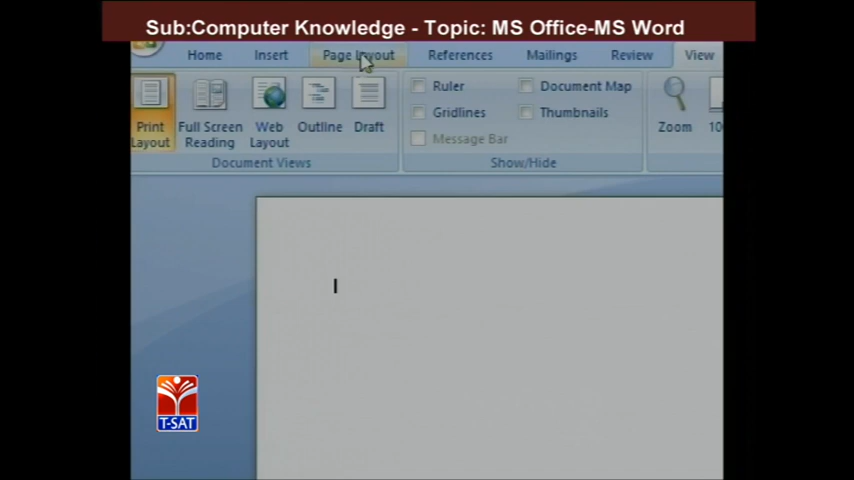 Sub:Computer Knowledge - Topic: MS Office-MS Word
Home Insert Page Layout References Mailings Review View
Print Layout
Full Screen Reading
Web Layout
Outline
Draft
Document Views
Ruler
Gridlines
Message Bar
Document Map
Thumbnails
Show/Hide
Zoom
T-SAT